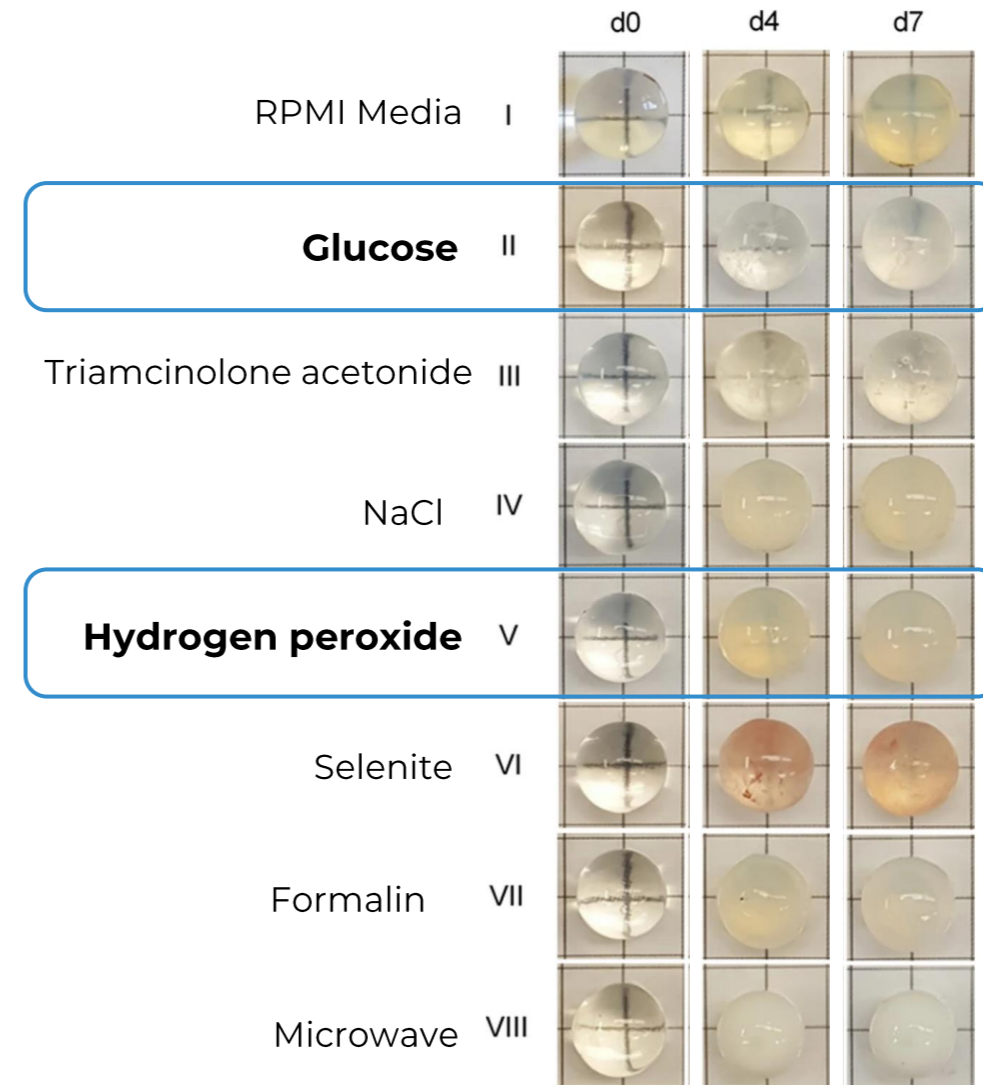 d0 d4 d7
RPMI Media I
Glucose II
Triamcinolone acetonide III
NaCl IV
Hydrogen peroxide V
Selenite VI
Formalin VII
Microwave VIII